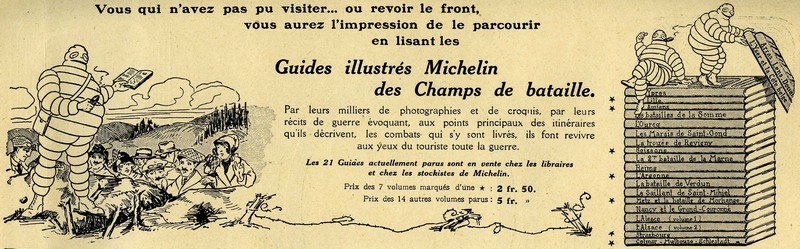 Vous qui n'avez pas pu visiter... ou revoir le front,
vous aurez l'impression de le parcourir
en lisant les
Guides illustrés Michelin
des Champs de bataille.
Par leurs milliers de photographies et de croquis, par leurs
récits de guerre évoquant, aux points principaux des itinéraires
qu'ils décrivent, les combats qui s'y sont livrés, ils font revivre
aux yeux du touriste toute la guerre.
Les 21 Guides actuellement parus sont en vente chez les libraires
et chez les stockistes de Michelin.
Prix des 7 volumes marqués d'une ★ : 2 fr. 50.
Prix des 14 autres volumes parus : 5 fr. »
Ypres
★ Lille
★ Amiens
Les batailles de la Somme
L'Ourcq
Les Marais de Saint-Gond
La trouée de Revigny
★ Soissons
La 2me bataille de la Marne
Reims
★ L'Argonne
La bataille de Verdun
Le Saillant de Saint-Mihiel
★ Metz et la bataille de Morhange
Nancy et le Grand-Couronné
L'Alsace (volume 1)
L'Alsace (volume 2)
★ Strasbourg
★ Colmar - Mulhouse - Schlestadt